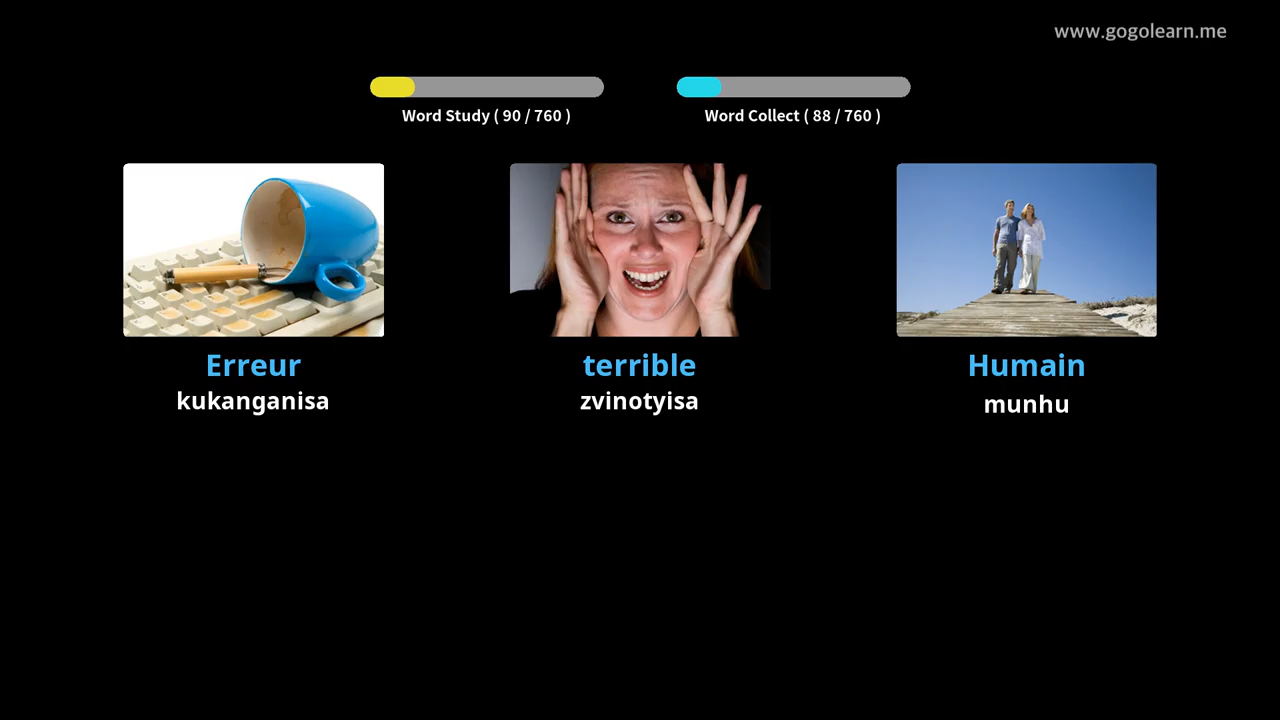 www.gogolearn.me
Word Study ( 90 / 760 )
Word Collect ( 88 / 760 )
Erreur
kukanganisa
terrible
zvinotyisa
Humain
munhu